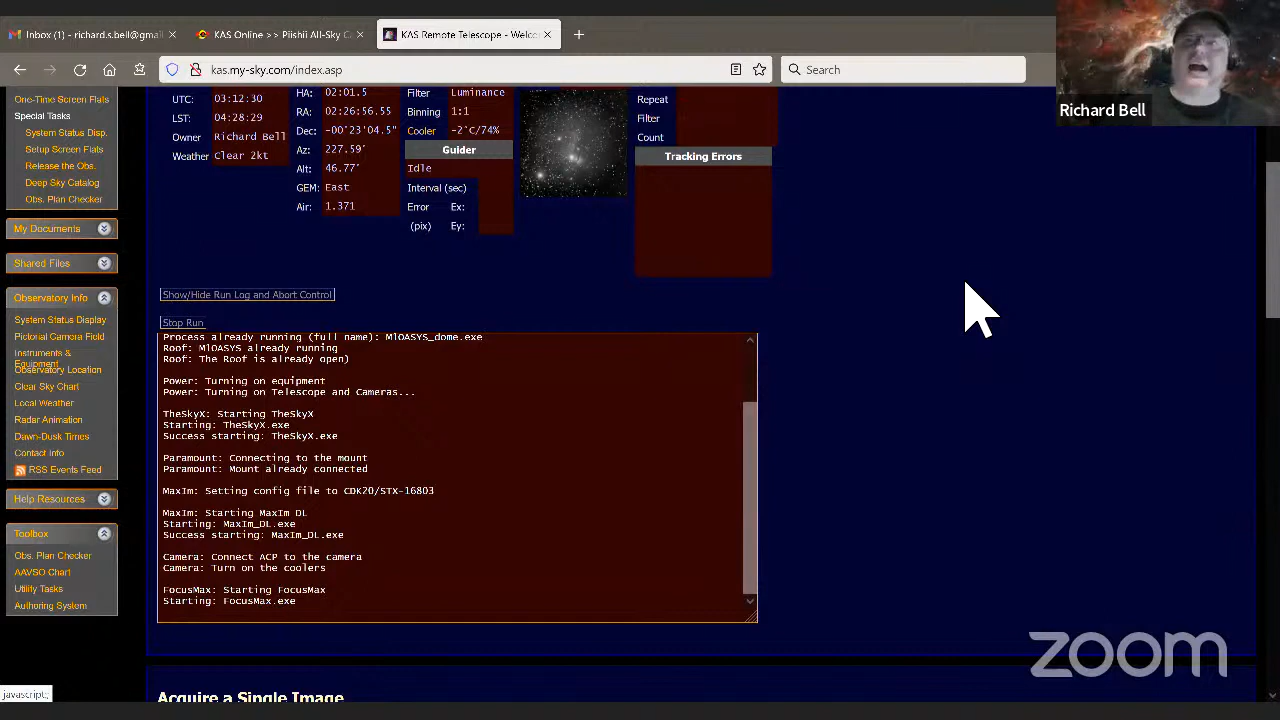 Inbox (1) - richard.s.bell@gmai
KAS Online >> Piishii All-Sky C
KAS Remote Telescope - Welco
kas.my-sky.com/index.asp
Search
Richard Bell
One-Time Screen Flats
Special Tasks
System Status Disp.
Setup Screen Flats
Release the Obs.
Deep Sky Catalog
Obs. Plan Checker
My Documents
Shared Files
Observatory Info
System Status Display
Pictorial Camera Field
Instruments &
Equipment
Observatory Location
Clear Sky Chart
Local Weather
Radar Animation
Dawn-Dusk Times
Contact Info
RSS Events Feed
Help Resources
Toolbox
Obs. Plan Checker
AAVSO Chart
Utility Tasks
Authoring System
javascript:;
UTC: 03:12:30
LST: 04:28:29
Owner Richard Bell
Weather Clear 2kt
HA: 02:01.5
RA: 02:26:56.55
Dec: -00°23'04.5"
Az: 227.59°
Alt: 46.77°
GEM: East
Air: 1.371
Filter Luminance
Binning 1:1
Cooler -2°C/74%
Guider
Idle
Interval (sec)
Error Ex:
(pix) Ey:
Repeat
Filter
Count
Tracking Errors
Show/Hide Run Log and Abort Control
Stop Run
Process already running (full name): M1OASYS_dome.exe
Roof: M1OASYS already running
Roof: The Roof is already open)
Power: Turning on equipment
Power: Turning on Telescope and Cameras...
TheSkyX: Starting TheSkyX
Starting: TheSkyX.exe
Success starting: TheSkyX.exe
Paramount: Connecting to the mount
Paramount: Mount already connected
MaxIm: Setting config file to CDK20/STX-16803
MaxIm: Starting MaxIm DL
Starting: MaxIm_DL.exe
Success starting: MaxIm_DL.exe
Camera: Connect ACP to the camera
Camera: Turn on the coolers
FocusMax: Starting FocusMax
Starting: FocusMax.exe
Acquire a Single Image
zoom